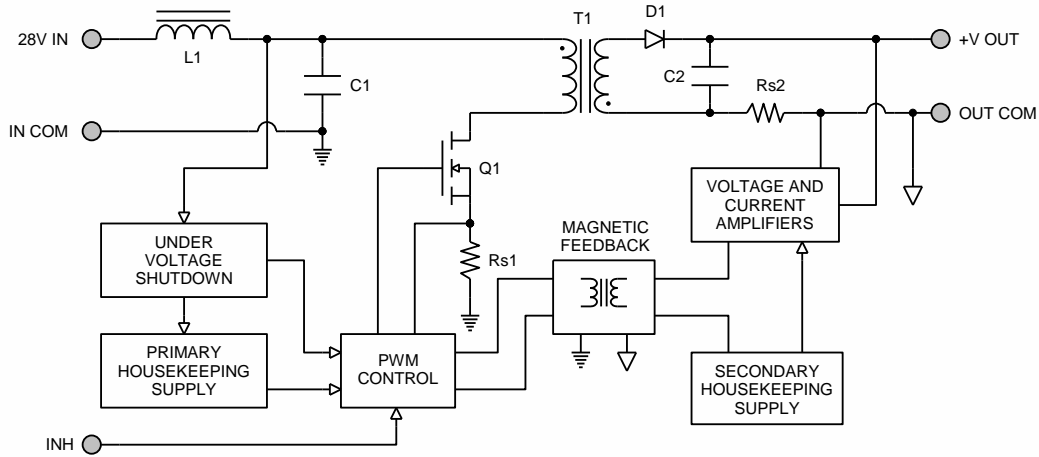 T1
D1
28V IN
+V OUT
L1
C1
C2
Rs2
IN COM
OUT COM
Q1
VOLTAGE AND
CURRENT
AMPLIFIERS
UNDER
VOLTAGE
SHUTDOWN
MAGNETIC
FEEDBACK
Rs1
PRIMARY
HOUSEKEEPING
SUPPLY
PWM
CONTROL
SECONDARY
HOUSEKEEPING
SUPPLY
INH